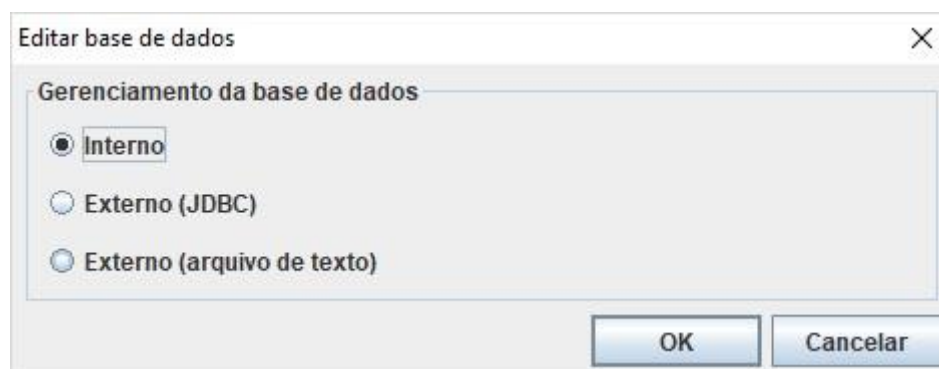 Editar base de dados
Gerenciamento da base de dados
Interno
Externo (JDBC)
Externo (arquivo de texto)
OK Cancelar